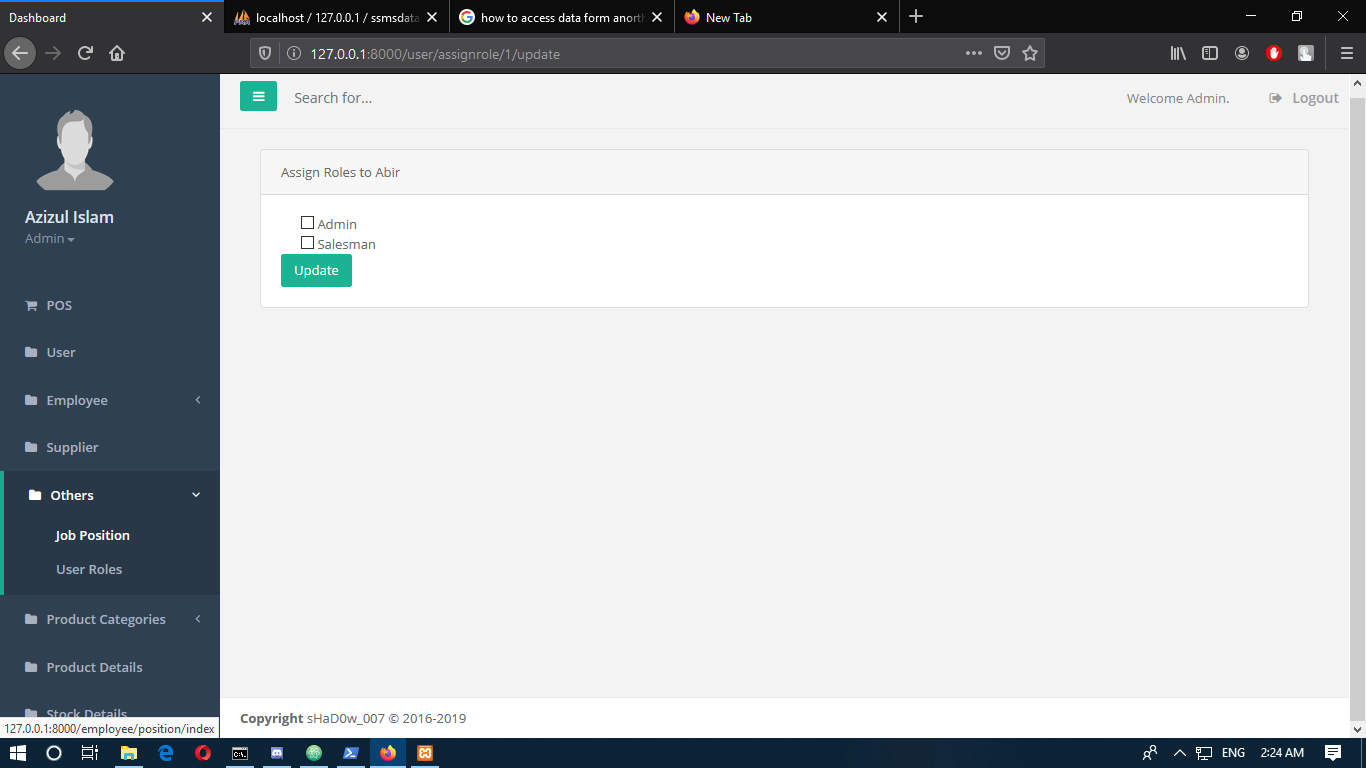 Dashboard
localhost / 127.0.0.1 / ssmsdata
how to access data form anorth
New Tab
127.0.0.1:8000/user/assignrole/1/update
Search for...
Welcome Admin.
Logout
Azizul Islam
Admin
Assign Roles to Abir
Admin
Salesman
Update
POS
User
Employee
Supplier
Others
Job Position
User Roles
Product Categories
Product Details
Stock Details
127.0.0.1:8000/employee/position/index
Copyright sHaD0w_007 © 2016-2019
ENG
2:24 AM